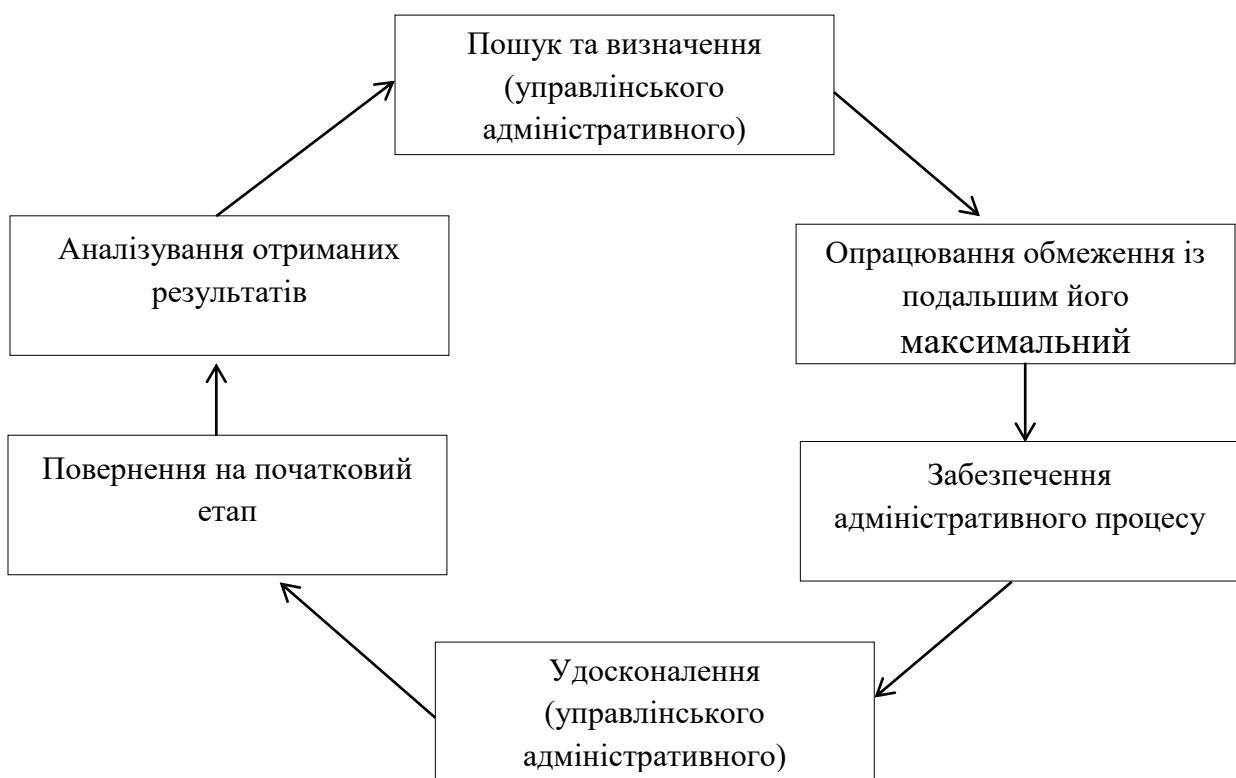 Пошук та визначення
(управлінського
адміністративного)
Аналізування отриманих
результатів
Опрацювання обмеження із
подальшим його
максимальний
Повернення на початковий
етап
Забезпечення
адміністративного процесу
Удосконалення
(управлінського
адміністративного)